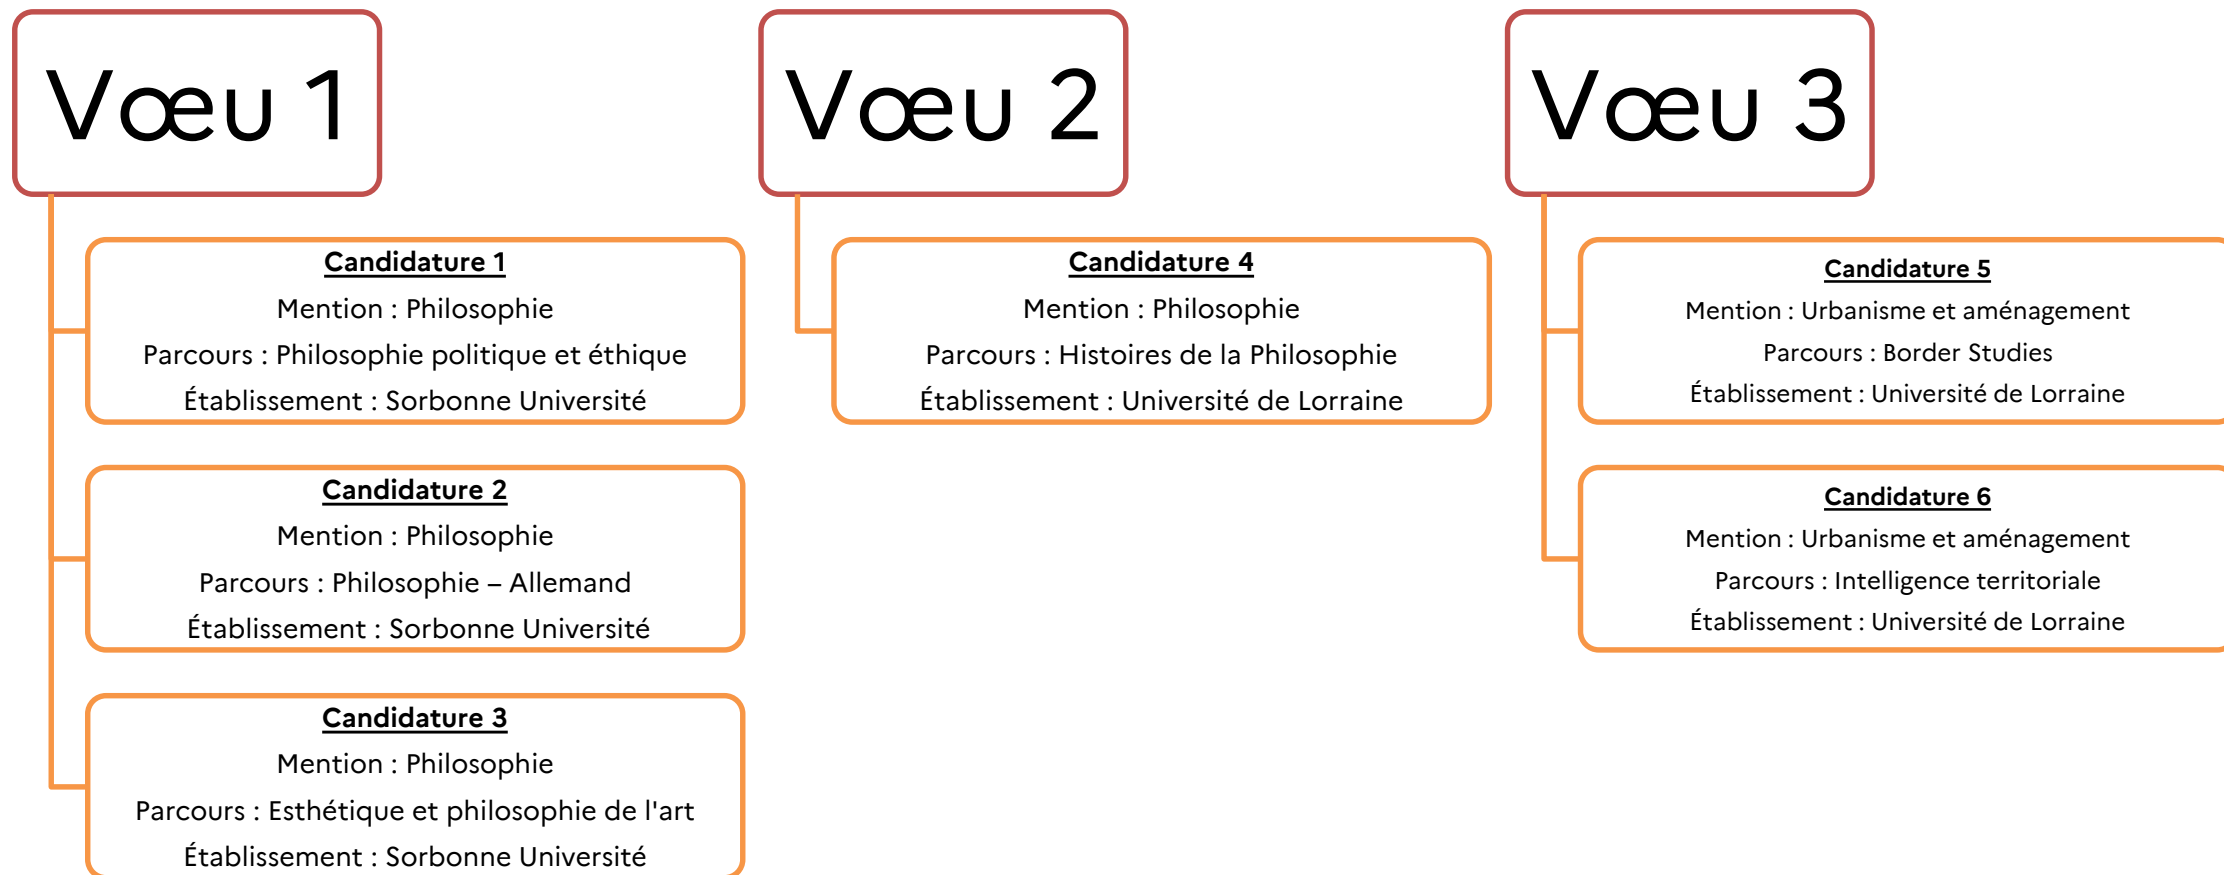 Vœu 1
Candidature 1
Mention : Philosophie
Parcours : Philosophie politique et éthique
Établissement : Sorbonne Université
Candidature 2
Mention : Philosophie
Parcours : Philosophie – Allemand
Établissement : Sorbonne Université
Candidature 3
Mention : Philosophie
Parcours : Esthétique et philosophie de l'art
Établissement : Sorbonne Université
Vœu 2
Candidature 4
Mention : Philosophie
Parcours : Histoires de la Philosophie
Établissement : Université de Lorraine
Vœu 3
Candidature 5
Mention : Urbanisme et aménagement
Parcours : Border Studies
Établissement : Université de Lorraine
Candidature 6
Mention : Urbanisme et aménagement
Parcours : Intelligence territoriale
Établissement : Université de Lorraine